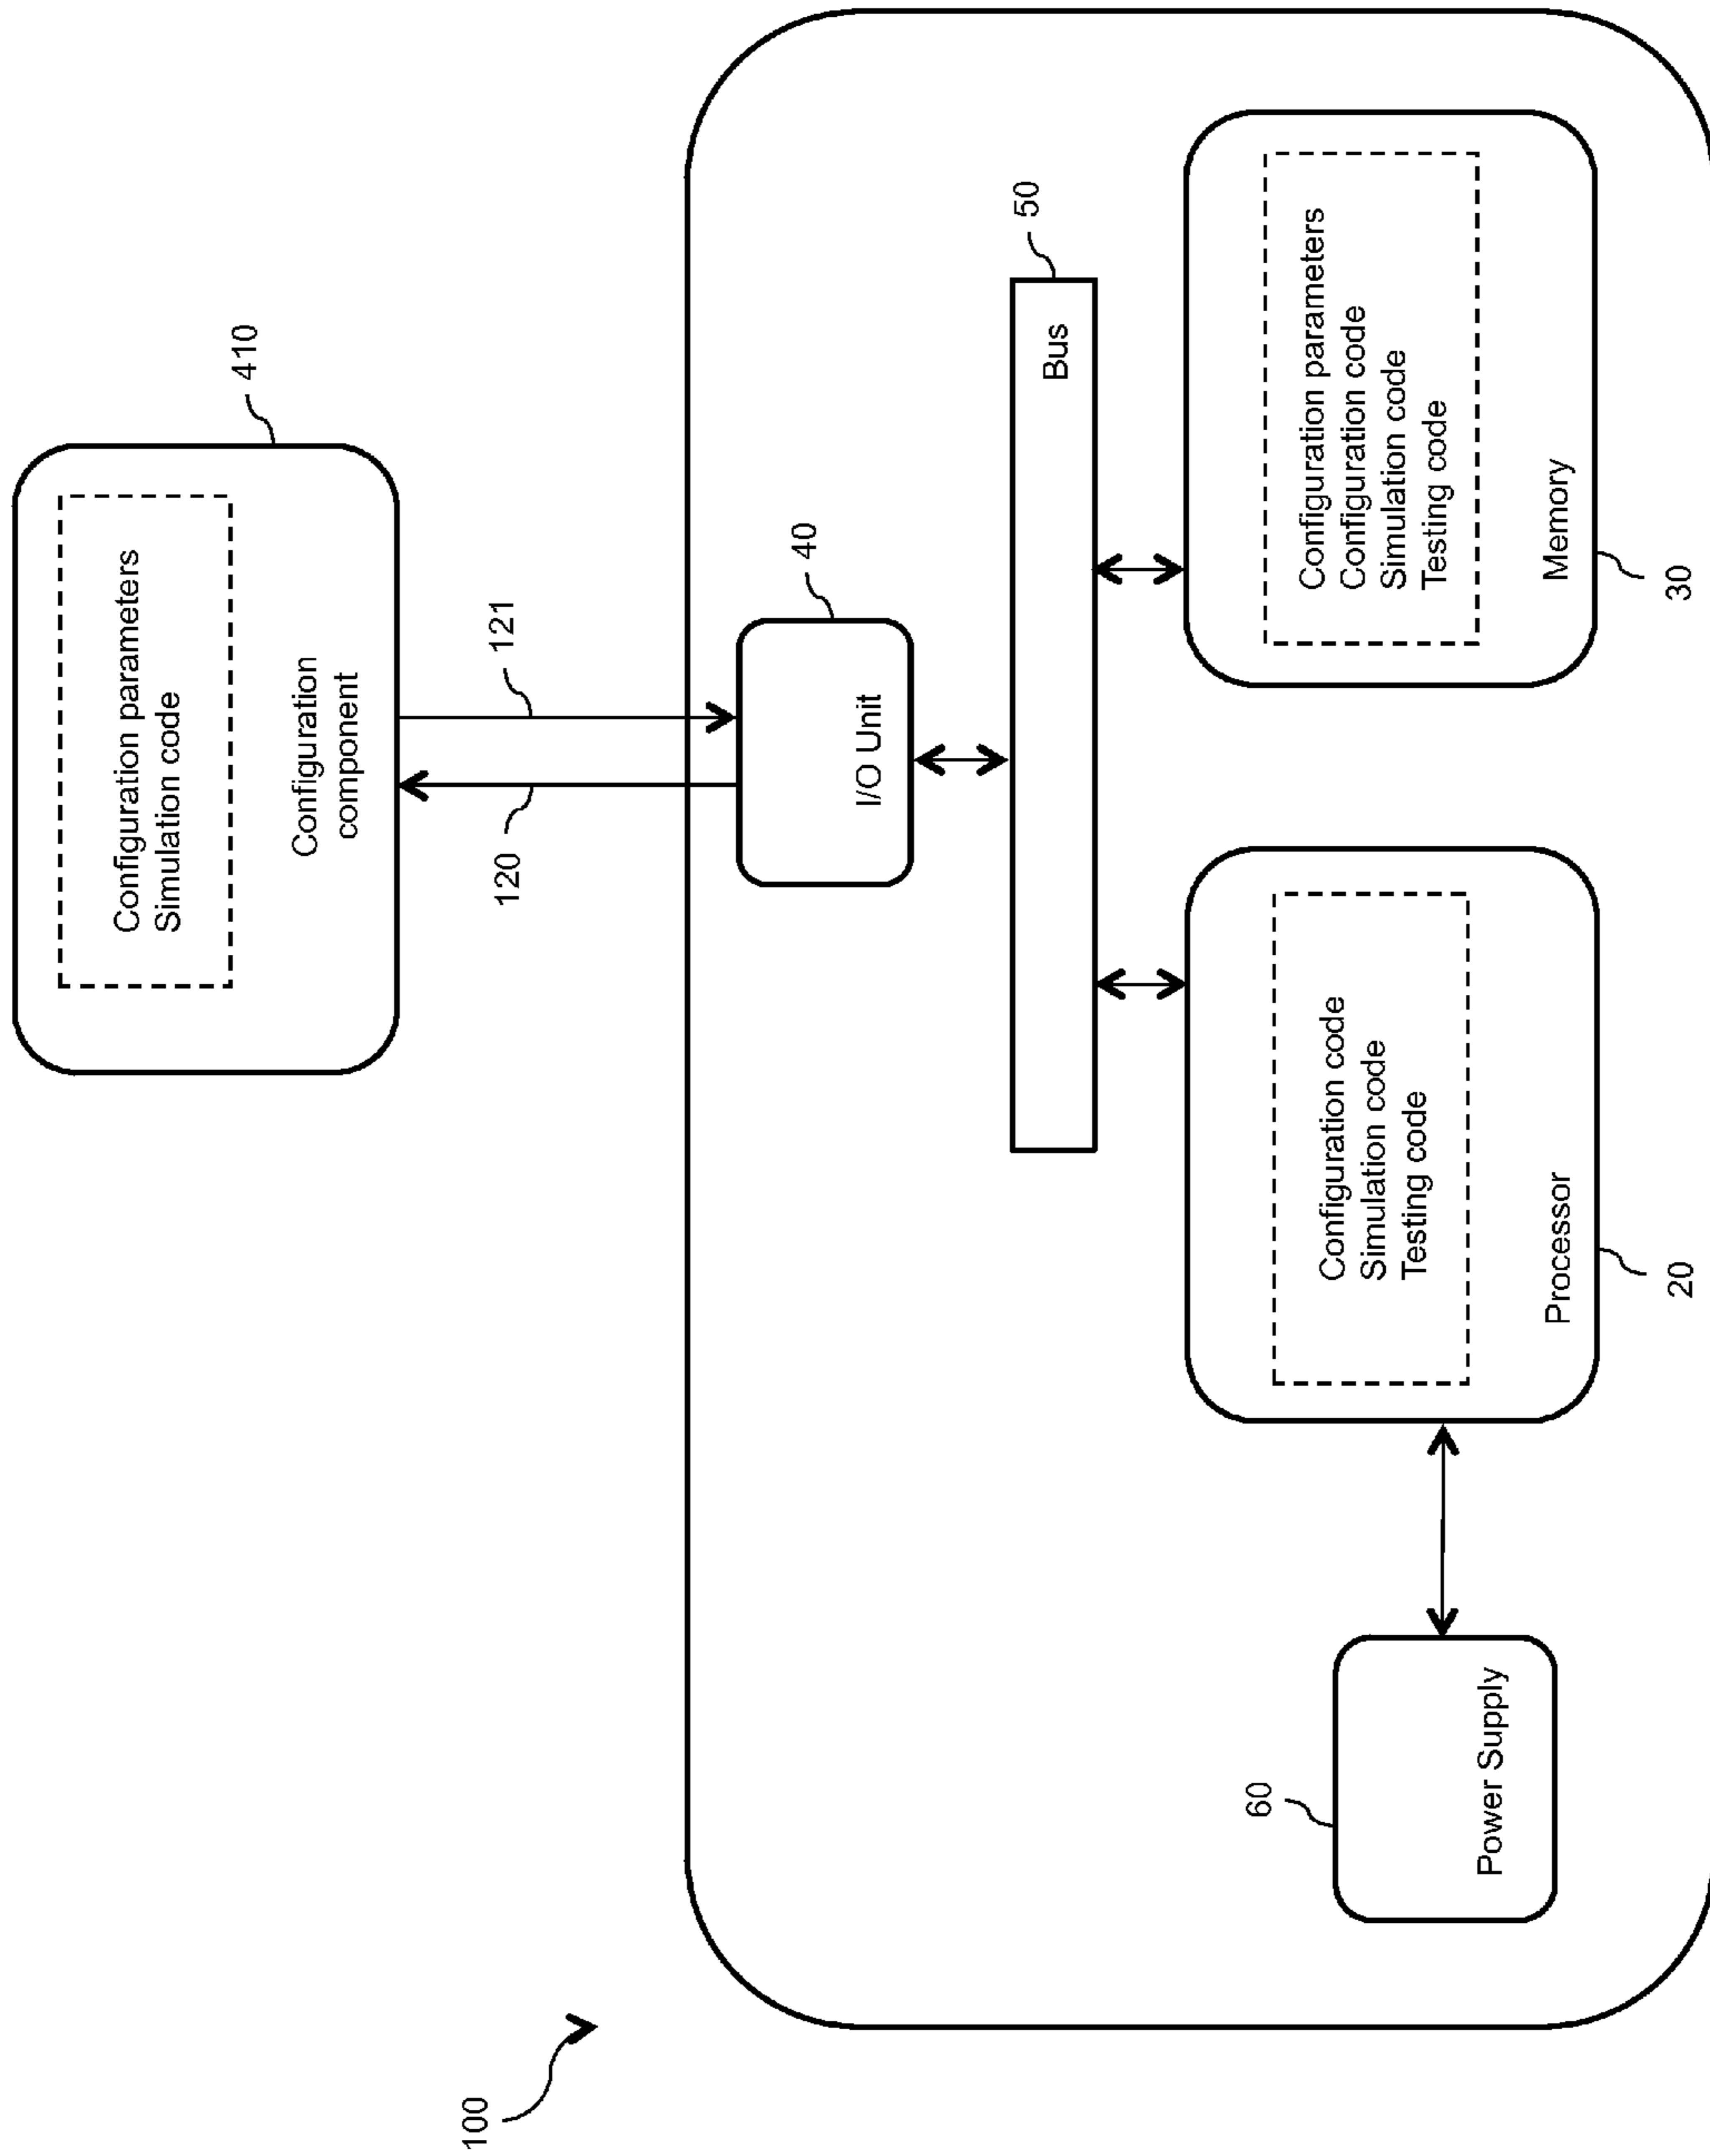 100
Configuration parameters
Simulation code
Configuration
component
410
120
121
I/O Unit
40
Bus
50
60
Power Supply
Configuration code
Simulation code
Testing code
Processor
20
Configuration parameters
Configuration code
Simulation code
Testing code
Memory
30